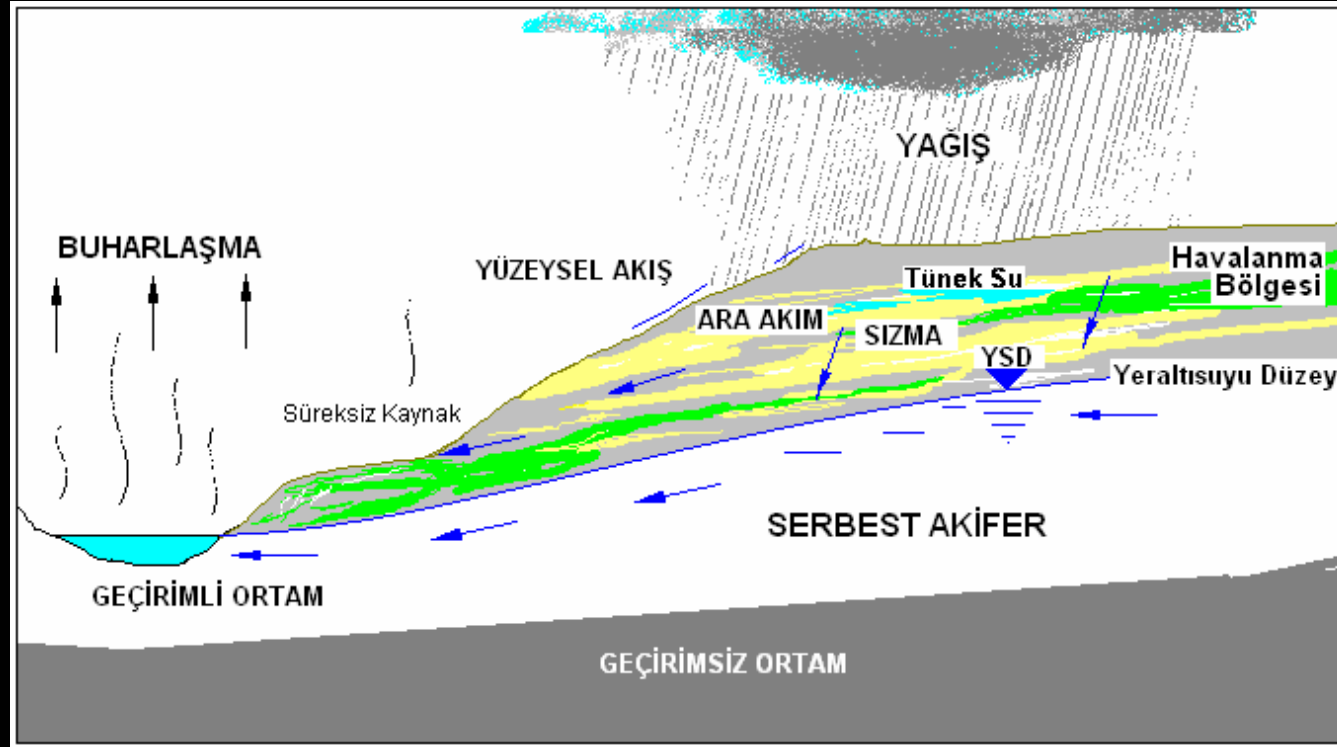 YAĞIŞ
BUHARLAŞMA
YÜZEYSEL AKIŞ
Havalanma
Bölgesi
Tünek Su
ARA AKIM
SIZMA
YSD
Yeraltısuyu Düzey
Süreksiz Kaynak
SERBEST AKİFER
GEÇİRİMLİ ORTAM
GEÇİRİMSİZ ORTAM